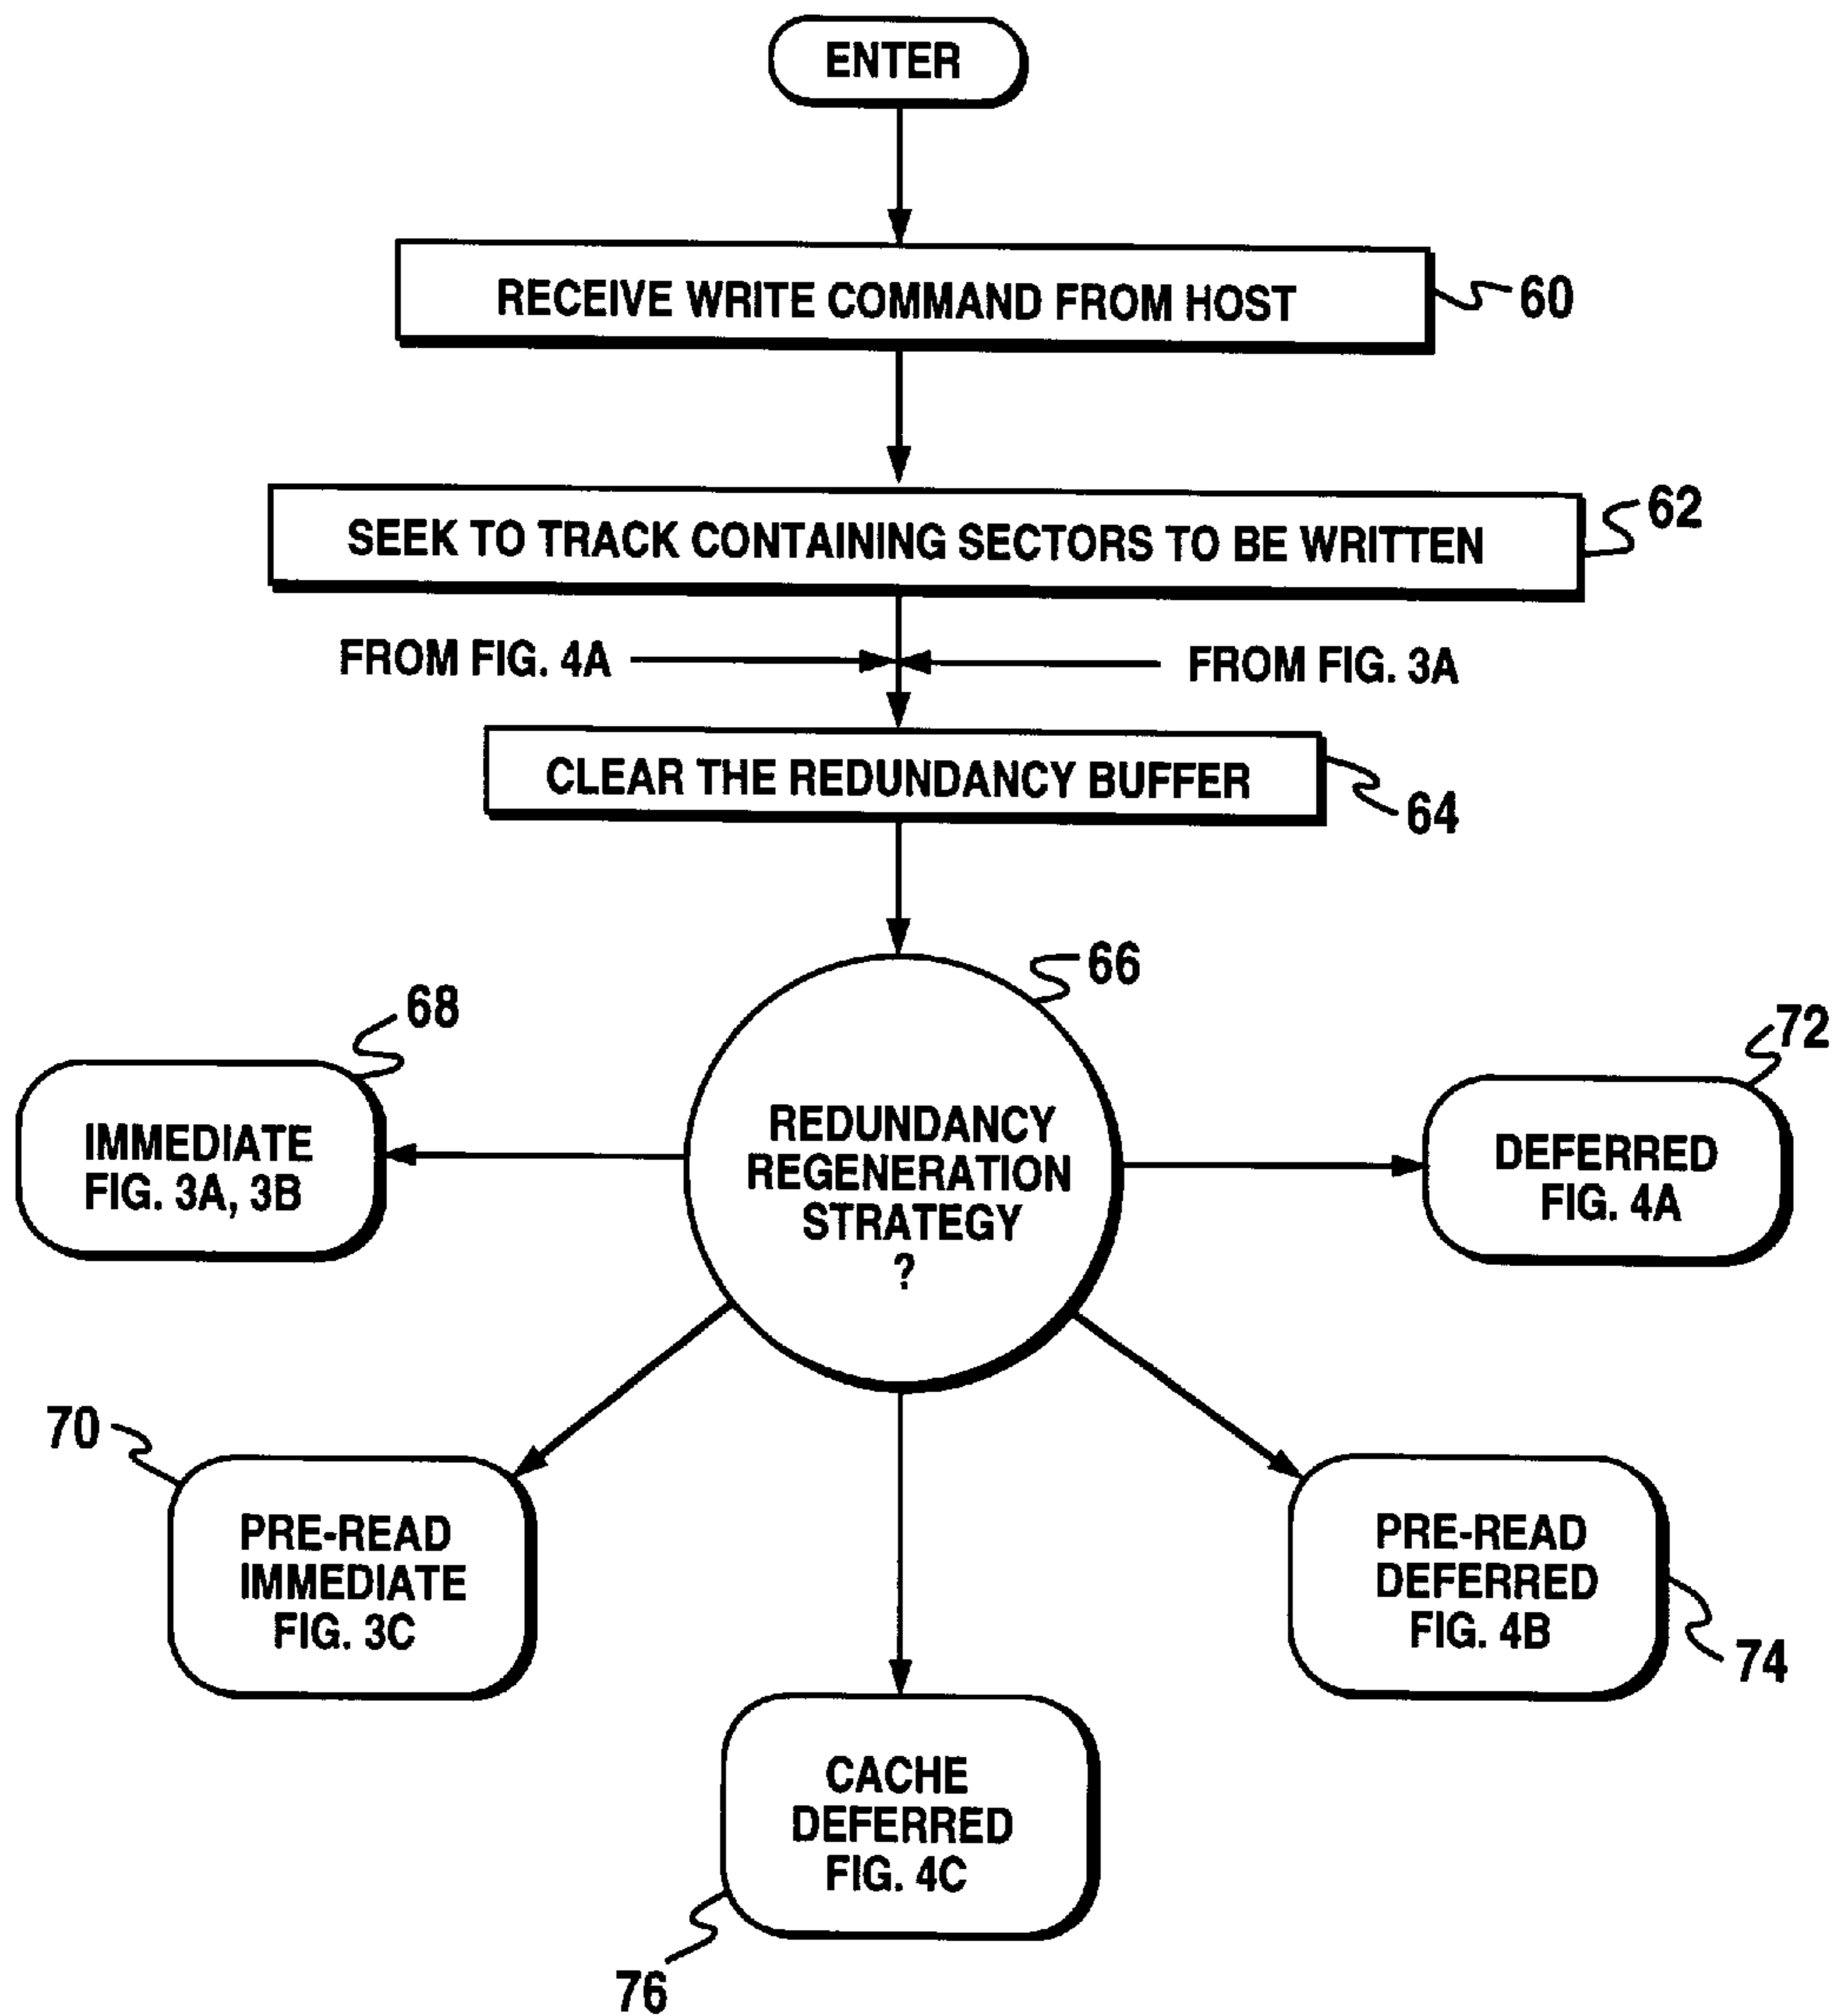 ENTER
RECEIVE WRITE COMMAND FROM HOST
60
SEEK TO TRACK CONTAINING SECTORS TO BE WRITTEN
62
FROM FIG. 4A
FROM FIG. 3A
CLEAR THE REDUNDANCY BUFFER
64
66
68
72
REDUNDANCY
REGENERATION
STRATEGY
?
IMMEDIATE
FIG. 3A, 3B
DEFERRED
FIG. 4A
70
PRE-READ
IMMEDIATE
FIG. 3C
PRE-READ
DEFERRED
FIG. 4B
74
CACHE
DEFERRED
FIG. 4C
76